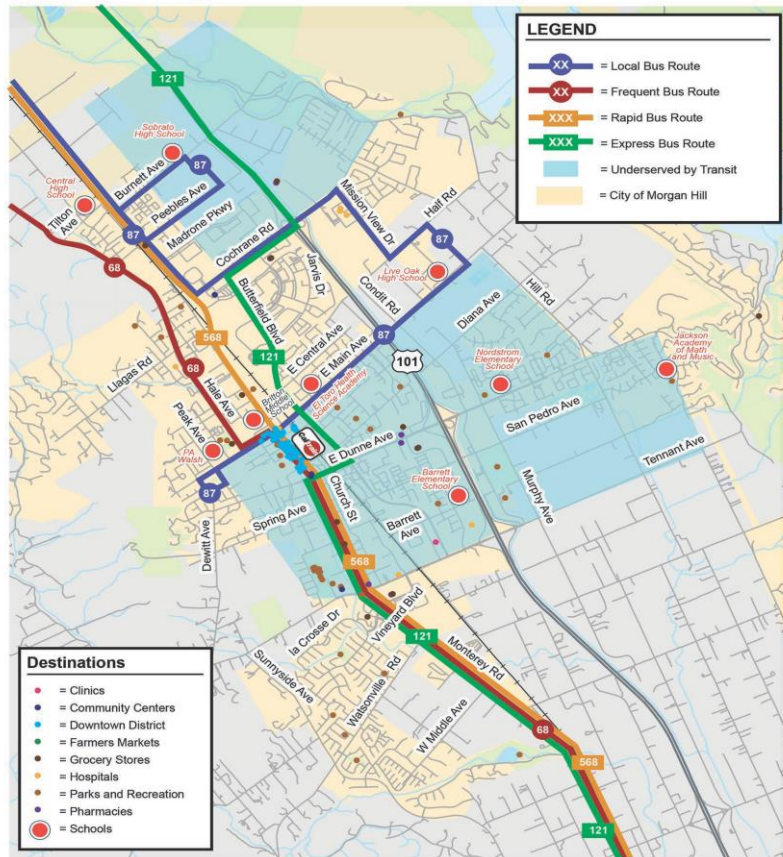 LEGEND
XX = Local Bus Route
XX = Frequent Bus Route
XXX = Rapid Bus Route
XXX = Express Bus Route
= Underserved by Transit
= City of Morgan Hill
121
Sobrato
High School
Burnett Ave
87
Central
High School
Peebles Ave
Tilton
Ave
Madrone Pkwy
Mission View Dr
Half Rd
87
87
Cochrane Rd
68
Live Oak
High School
Jarvis Dr
Condit Rd
Hill Rd
Butterfield Blvd
Diana Ave
87
568
E Central Ave
Jackson
Academy
of Math
and Music
121
E Main Ave
101
Llagas Rd
68
Nordstrom
Elementary
School
Hale Ave
Britton
Middle
School
El Toro Health
Science Academy
San Pedro Ave
Peak Ave
PA
Walsh
E Dunne Ave
Tennant Ave
87
Church St
Barrett
Elementary
School
Murphy Ave
Spring Ave
Barrett
Ave
Dewitt Ave
568
la Crosse Dr
Vineyard Blvd
121
Monterey Rd
Sunnyside Ave
Watsonville Rd
W Middle Ave
68
568
121
Destinations
= Clinics
= Community Centers
= Downtown District
= Farmers Markets
= Grocery Stores
= Hospitals
= Parks and Recreation
= Pharmacies
= Schools